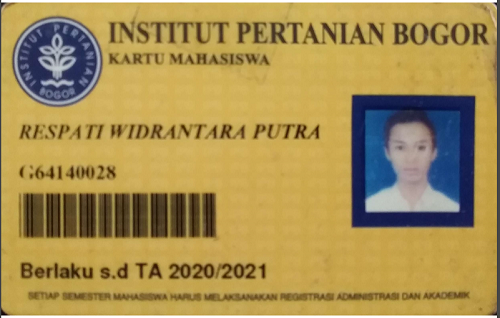 INSTITUT PERTANIAN BOGOR
INSTITUT PERTANIAN BOGOR
KARTU MAHASISWA
RESPATI WIDRANTARA PUTRA
G64140028
Berlaku s.d TA 2020/2021
SETIAP SEMESTER MAHASISWA HARUS MELAKSANAKAN REGISTRASI ADMINISTRASI DAN AKADEMIK